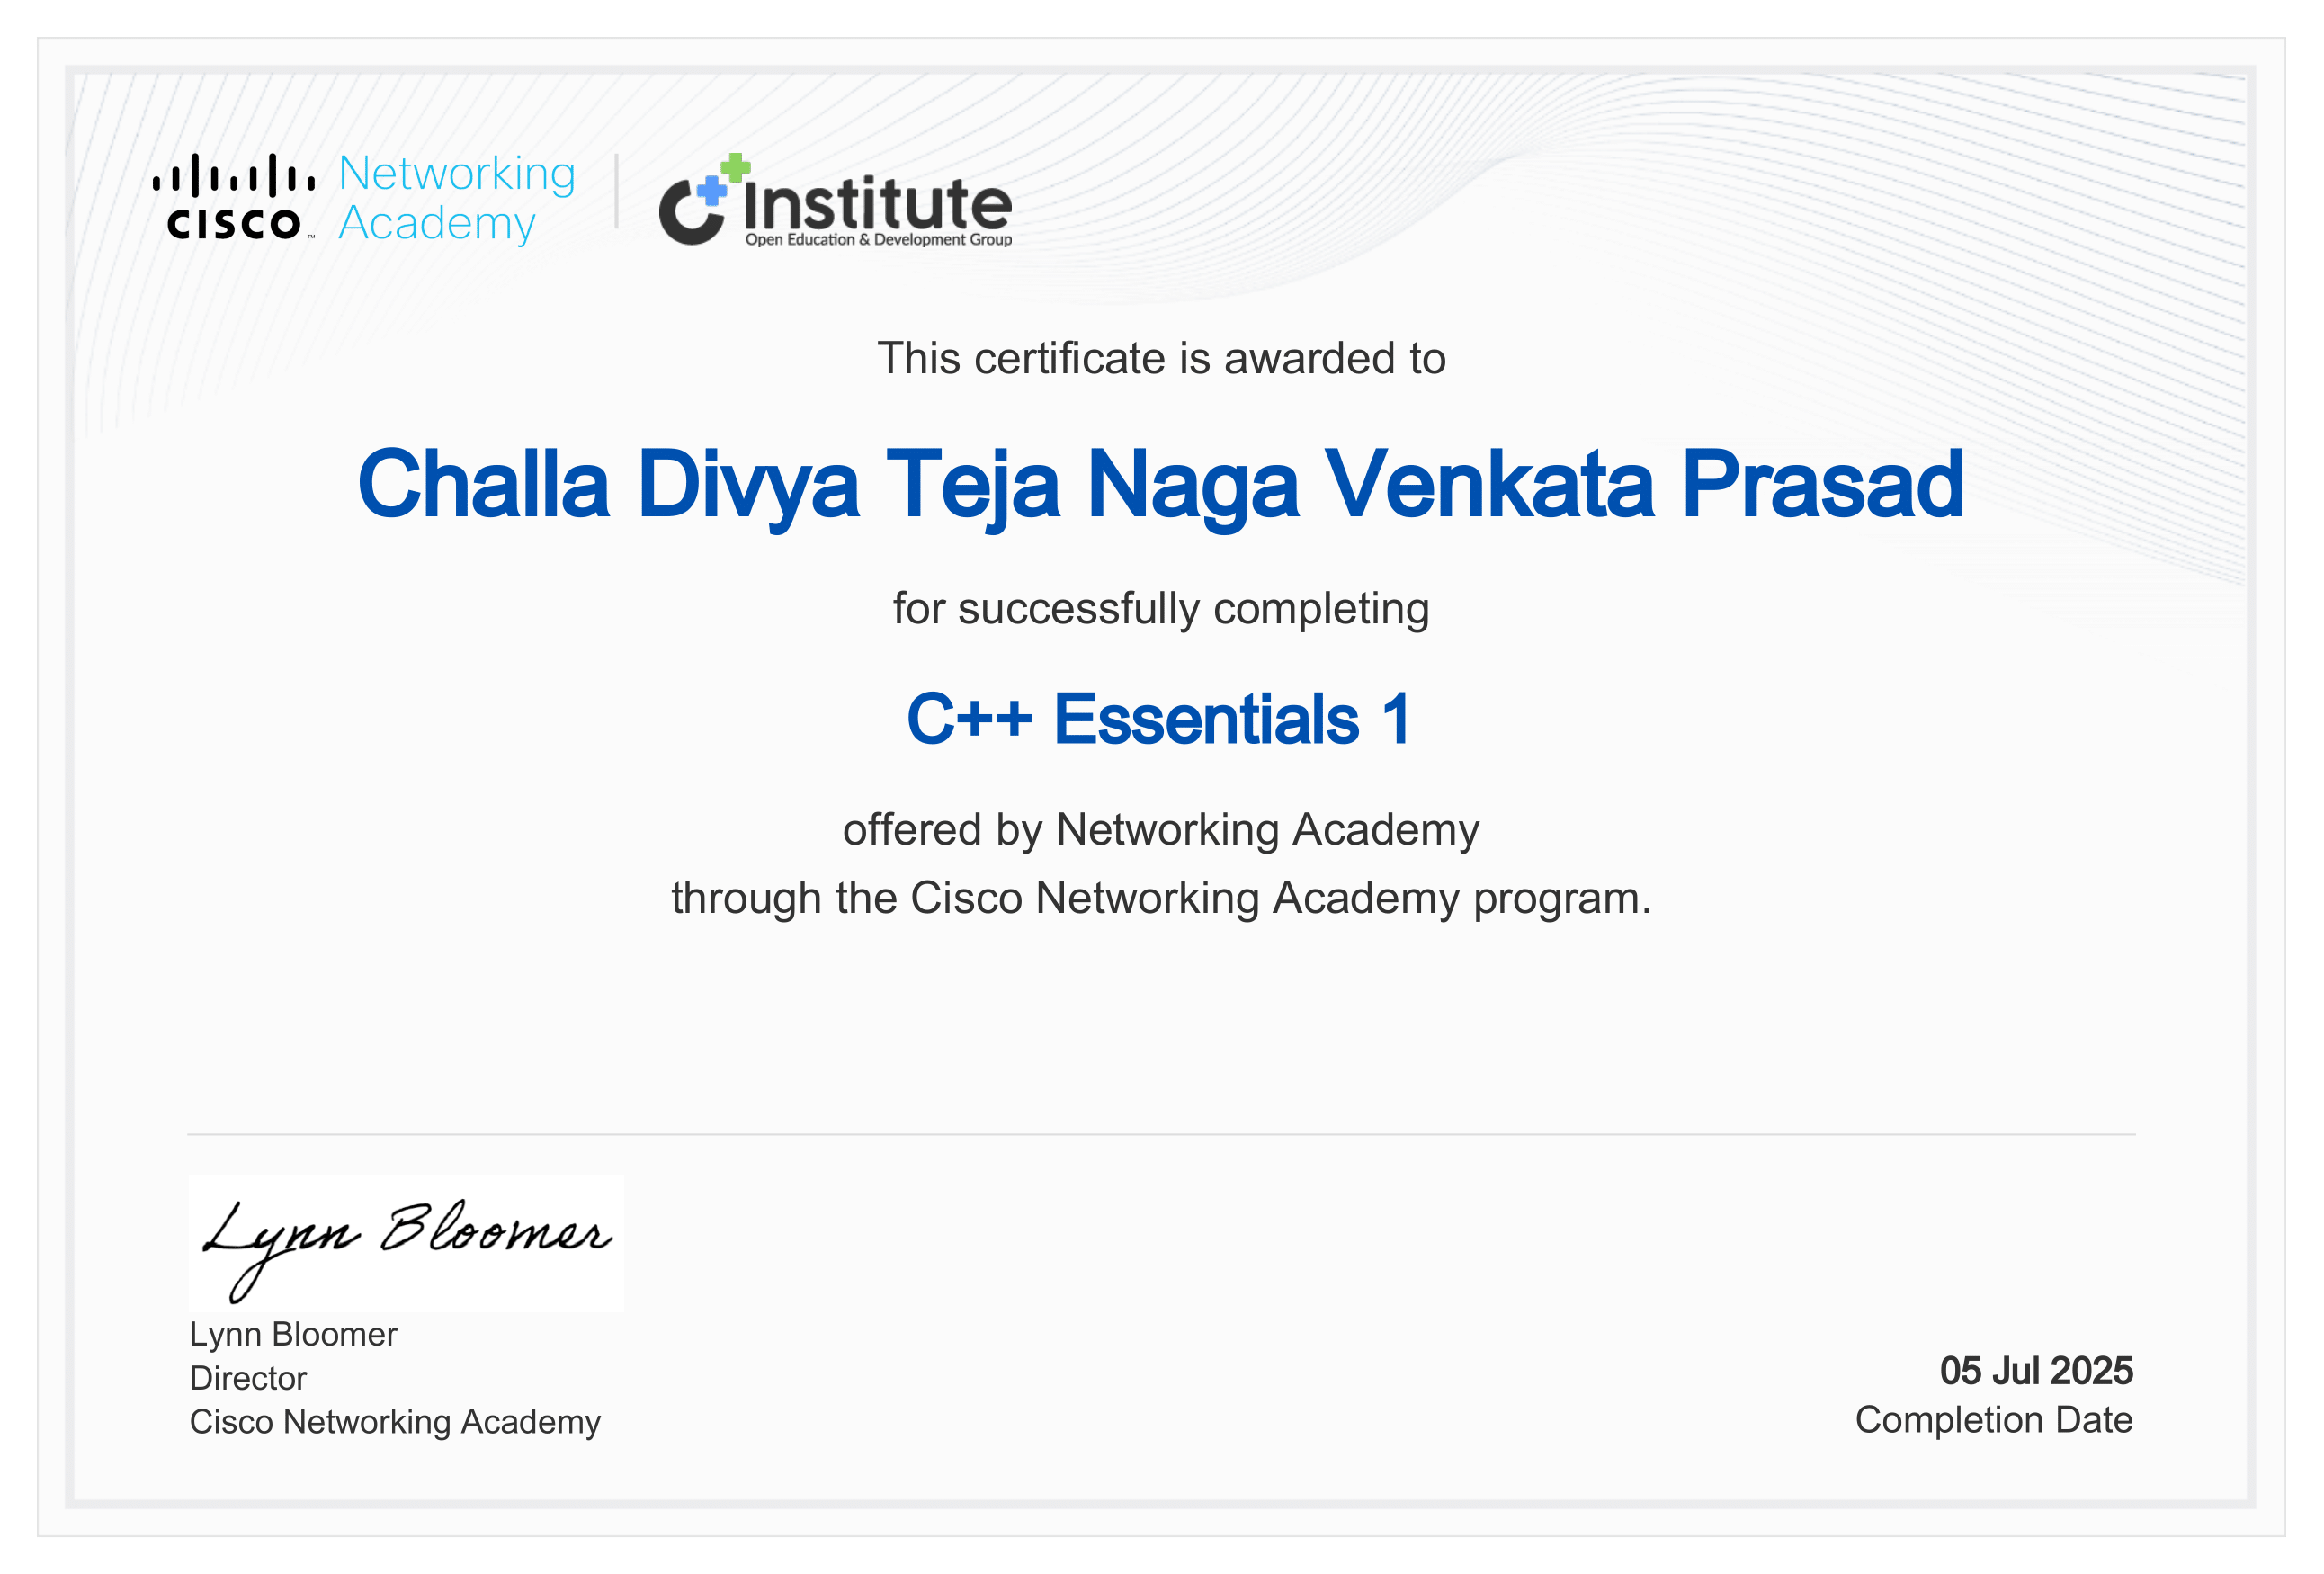 CISCO™ Networking Academy
C++ Institute
Open Education & Development Group
This certificate is awarded to
Challa Divya Teja Naga Venkata Prasad
for successfully completing
C++ Essentials 1
offered by Networking Academy
through the Cisco Networking Academy program.
Lynn Bloomer
Lynn Bloomer
Director
Cisco Networking Academy
05 Jul 2025
Completion Date